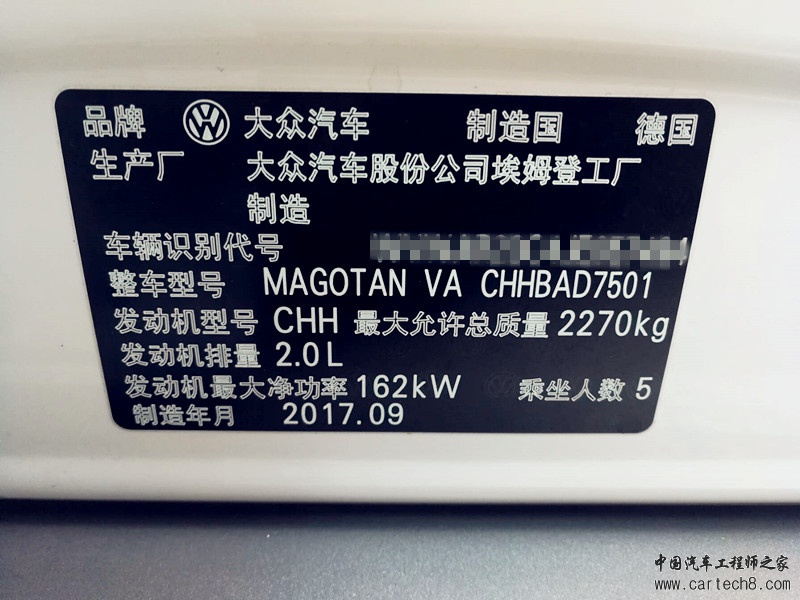 品牌 大众汽车 制造国 德国
生产厂 大众汽车股份公司埃姆登工厂
制造
车辆识别代号
整车型号 MAGOTAN VA CHHBAD7501
发动机型号 CHH 最大允许总质量 2270kg
发动机排量 2.0L
发动机最大净功率 162kW 乘坐人数 5
制造年月 2017.09
中国汽车工程师之家
www.cartech8.com